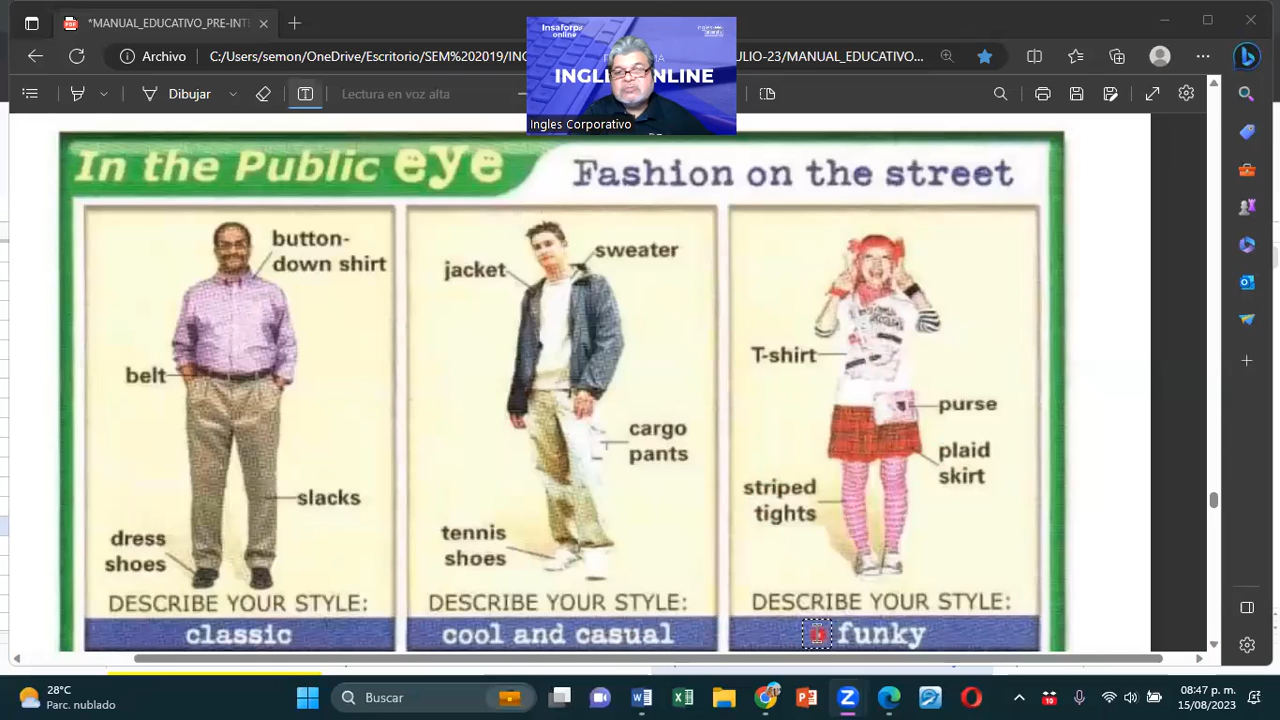 *MANUAL_EDUCATIVO_PRE-INT
Archivo
C:/Users/semon/OneDrive/Escritorio/SEM%202019/ING
ULIO-23/MANUAL_EDUCATIVO...
Dibujar
Lectura en voz alta
Insaforp
online
INGLES ONLINE
Ingles Corporativo
In the Public eye
Fashion on the street
button-
down shirt
belt
slacks
dress
shoes
DESCRIBE YOUR STYLE:
classic
sweater
jacket
cargo
pants
tennis
shoes
DESCRIBE YOUR STYLE:
cool and casual
T-shirt
purse
plaid
skirt
striped
tights
DESCRIBE YOUR STYLE:
funky
28°C
Parc. nublado
Buscar
10
08:47 p. m.
15/08/2023